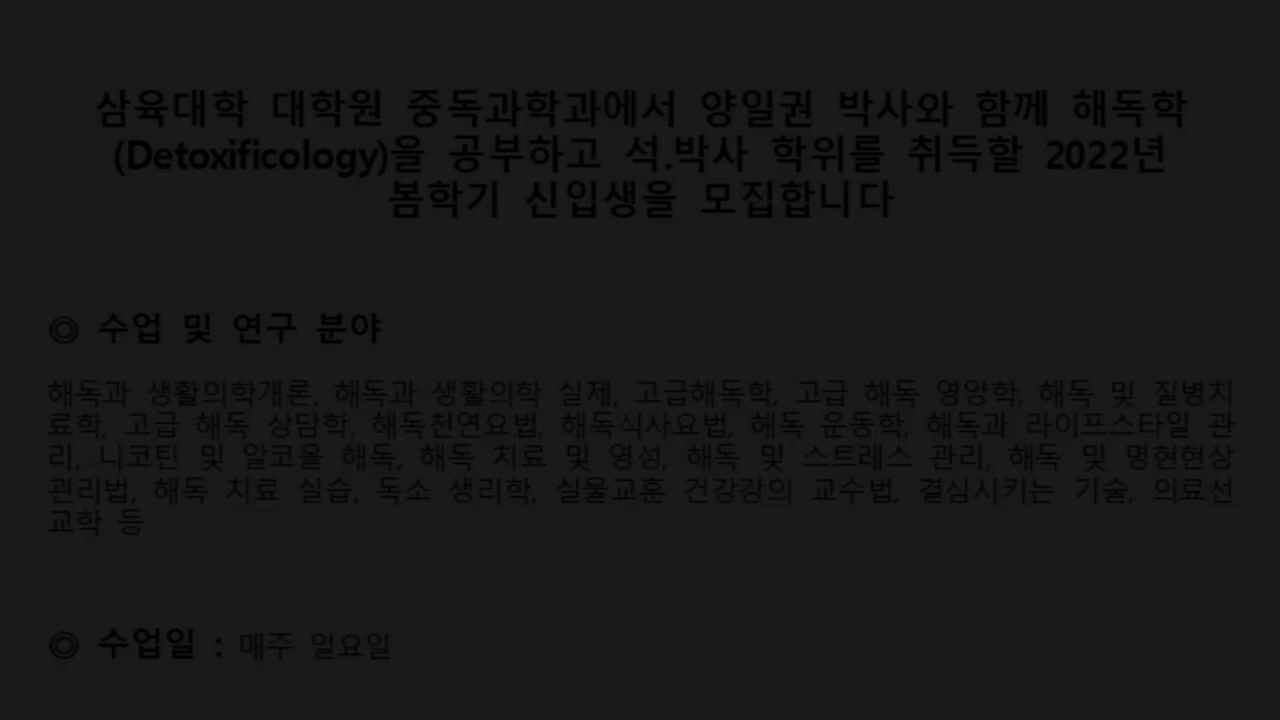 삼육대학 대학원 중독과학과에서 양일권 박사와 함께 해독학
(Detoxificology)을 공부하고 석.박사 학위를 취득할 2022년
봄학기 신입생을 모집합니다
◎ 수업 및 연구 분야
해독과 생활의학개론, 해독과 생활의학 실제, 고급해독학, 고급 해독 영양학, 해독 및 질병치
료학, 고급 해독 상담학, 해독천연요법, 해독식사요법, 해독 운동학, 해독과 라이프스타일 관
리, 니코틴 및 알코올 해독, 해독 치료 및 영성, 해독 및 스트레스 관리, 해독 및 명현현상
관리법, 해독 치료 실습, 독소 생리학, 실물교훈 건강강의 교수법, 결심시키는 기술, 의료선
교학 등
◎ 수업일 : 매주 일요일